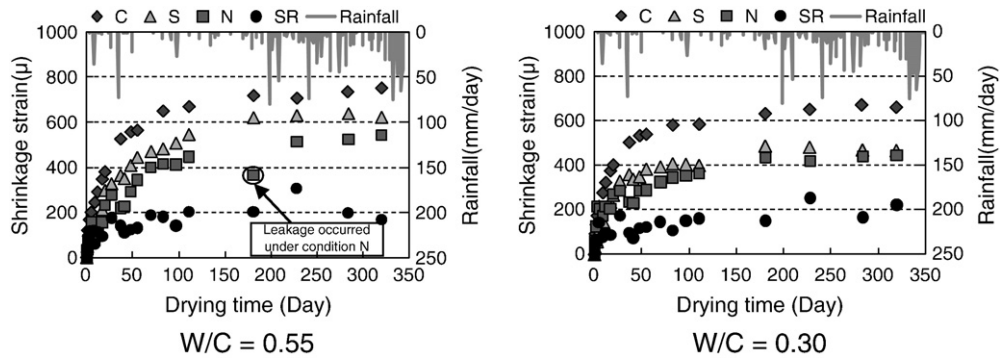 C S N SR Rainfall
1000
800
600
400
200
0
Shrinkage strain(μ)
0
50
100
150
200
250
Rainfall(mm/day)
Leakage occurred
under condition N
0 50 100 150 200 250 300 350
Drying time (Day)
W/C = 0.55
C S N SR Rainfall
1000
800
600
400
200
0
Shrinkage strain(μ)
0
50
100
150
200
250
Rainfall(mm/day)
0 50 100 150 200 250 300 350
Drying time (Day)
W/C = 0.30